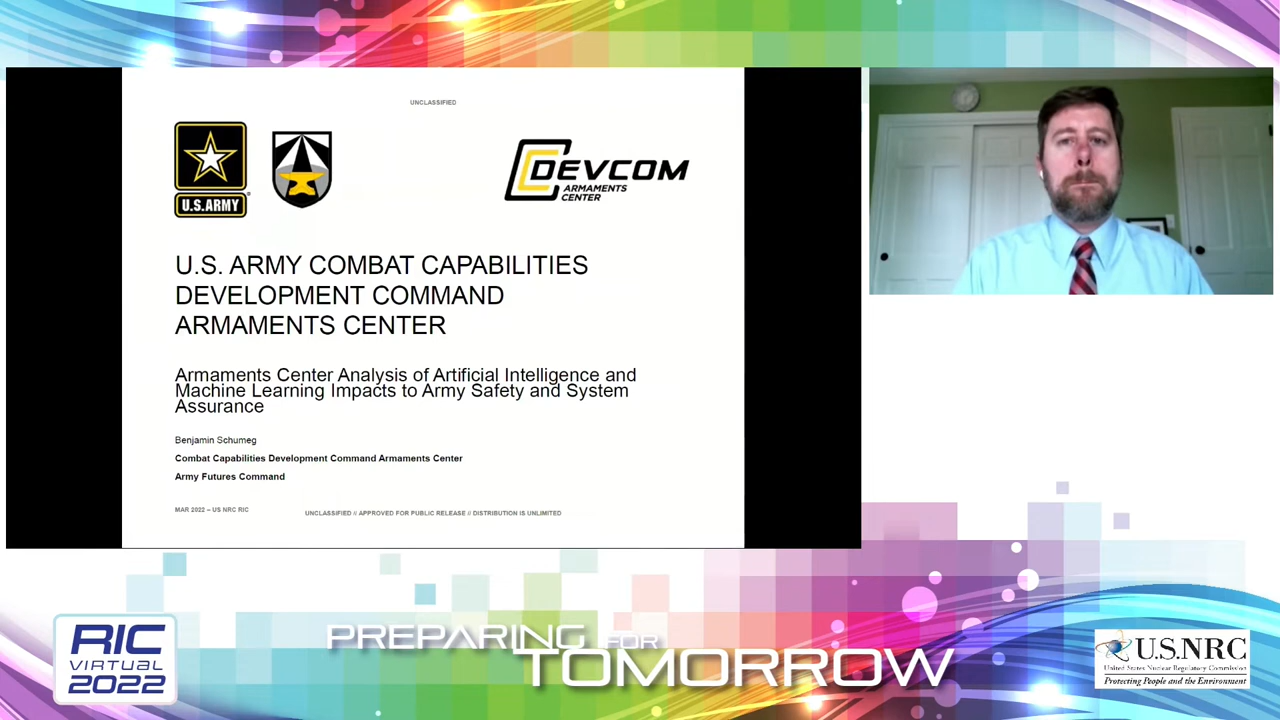 UNCLASSIFIED
U.S.ARMY
DEVCOM
ARMAMENTS
CENTER
U.S. ARMY COMBAT CAPABILITIES
DEVELOPMENT COMMAND
ARMAMENTS CENTER
Armaments Center Analysis of Artificial Intelligence and
Machine Learning Impacts to Army Safety and System
Assurance
Benjamin Schumeg
Combat Capabilities Development Command Armaments Center
Army Futures Command
MAR 2022 – US NRC RIC
UNCLASSIFIED // APPROVED FOR PUBLIC RELEASE // DISTRIBUTION IS UNLIMITED
RIC
VIRTUAL
2022
PREPARING FOR
TOMORROW
U.S.NRC
United States Nuclear Regulatory Commission
Protecting People and the Environment